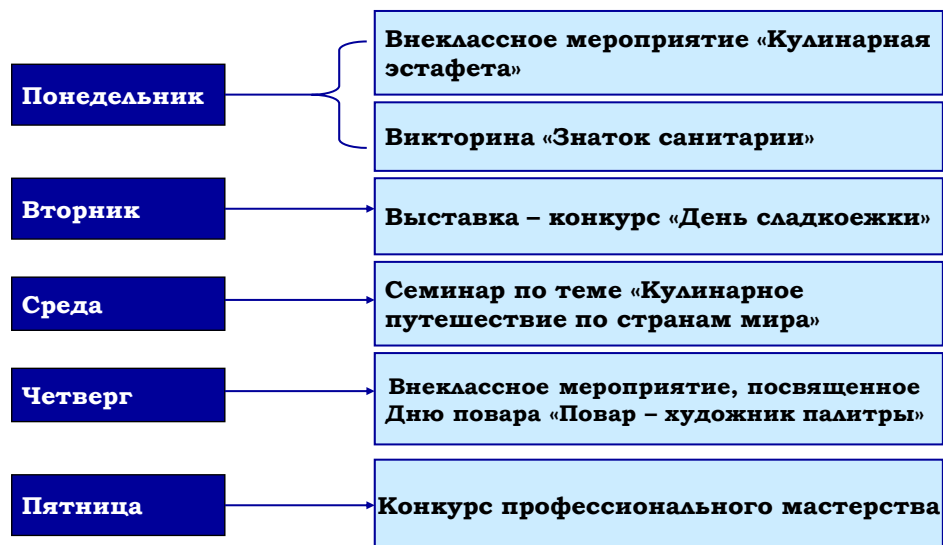 Понедельник
Внеклассное мероприятие «Кулинарная
эстафета»
Викторина «Знаток санитарии»
Вторник
Выставка – конкурс «День сладкоежки»
Среда
Семинар по теме «Кулинарное
путешествие по странам мира»
Четверг
Внеклассное мероприятие, посвященное
Дню повара «Повар – художник палитры»
Пятница
Конкурс профессионального мастерства